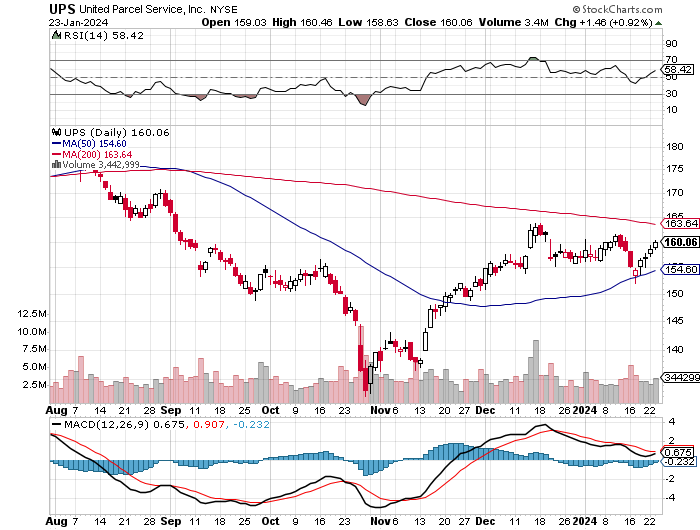 UPS United Parcel Service, Inc. NYSE © StockCharts.com
23-Jan-2024 Open 159.03 High 160.46 Low 158.63 Close 160.06 Volume 3.4M Chg +1.46 (+0.92%)
RSI(14) 58.42
90
70
58.42
50
30
10
UPS (Daily) 160.06
MA(50) 154.60
MA(200) 163.64
Volume 3,442,999
180
175
170
165
163.64
160.06
155
154.60
150
145
140
135
12.5M
10.0M
7.5M
5.0M
2.5M
344299
Aug 7 14 21 28 Sep 11 18 25 Oct 9 16 23 Nov 6 13 20 27 Dec 11 18 26 2024 8 16 22
MACD(12,26,9) 0.675, 0.907, -0.232
4
2
0.675
-0.232
-2
-4
Aug 7 14 21 28 Sep 11 18 25 Oct 9 16 23 Nov 6 13 20 27 Dec 11 18 26 2024 8 16 22